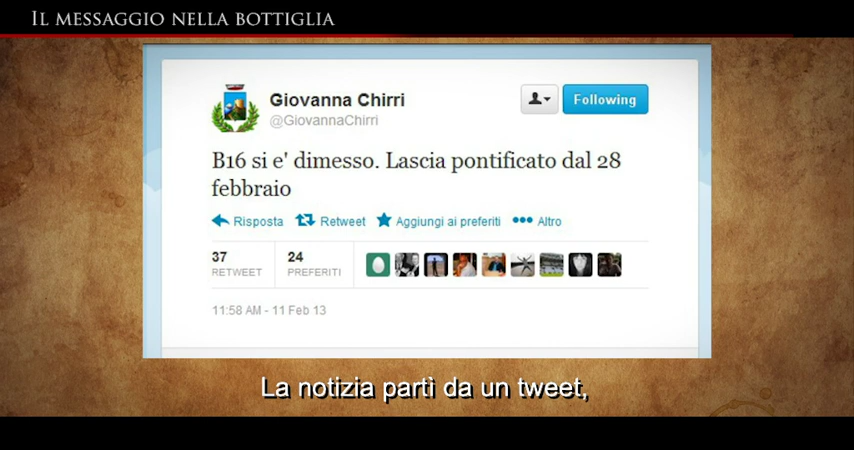 IL MESSAGGIO NELLA BOTTIGLIA
Giovanna Chirri
@GiovannaChirri
Following
B16 si e' dimesso. Lascia pontificato dal 28
febbraio
Risposta Retweet Aggiungi ai preferiti Altro
37 24
RETWEET PREFERITI
11:58 AM - 11 Feb 13
La notizia partì da un tweet,